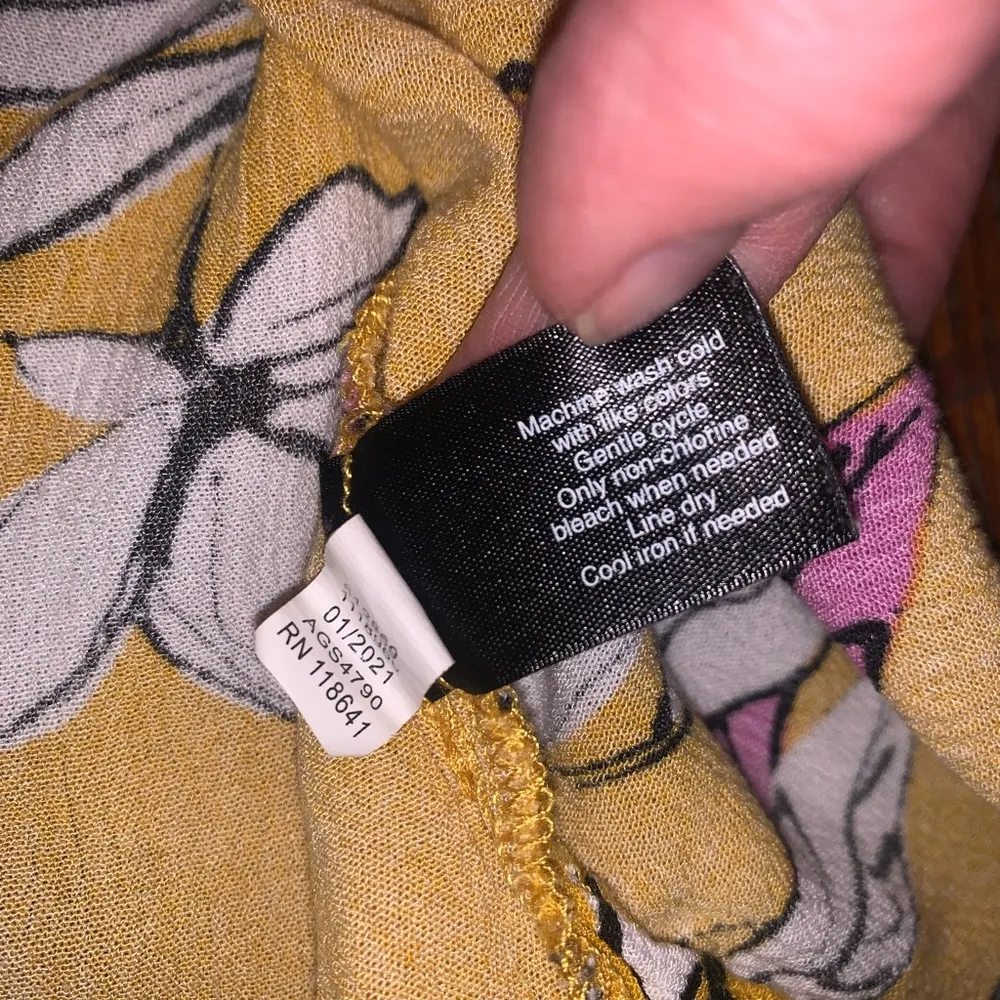 Machine wash cold
with like colors
Gentle cycle
Only non-chlorine
bleach when needed
Line dry
Cool iron if needed
01/2021
AGS4790
RN 118641